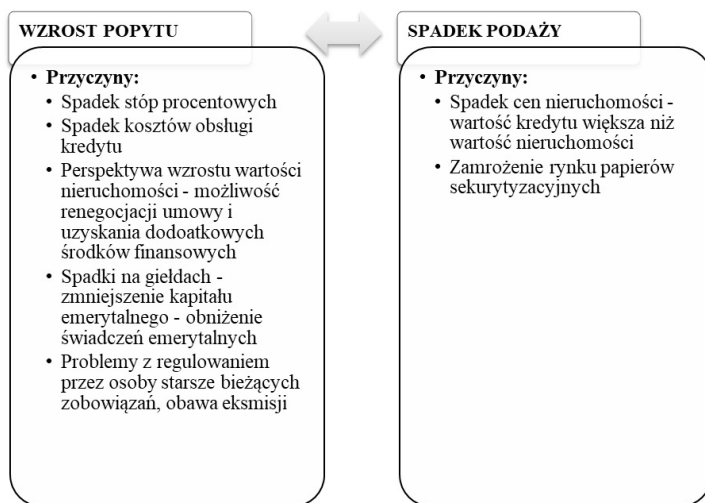 WZROST POPYTU
• Przyczyny:
• Spadek stóp procentowych
• Spadek kosztów obsługi
kredytu
• Perspektywa wzrostu wartości
nieruchomości - możliwość
renegocjacji umowy i
uzyskania dodoatkowych
środków finansowych
• Spadki na giełdach -
zmniejszenie kapitału
emerytalnego - obniżenie
świadczeń emerytalnych
• Problemy z regulowaniem
przez osoby starsze bieżących
zobowiązań, obawa eksmisji
SPADEK PODAŻY
• Przyczyny:
• Spadek cen nieruchomości -
wartość kredytu większa niż
wartość nieruchomości
• Zamrożenie rynku papierów
sekurytyzacyjnych